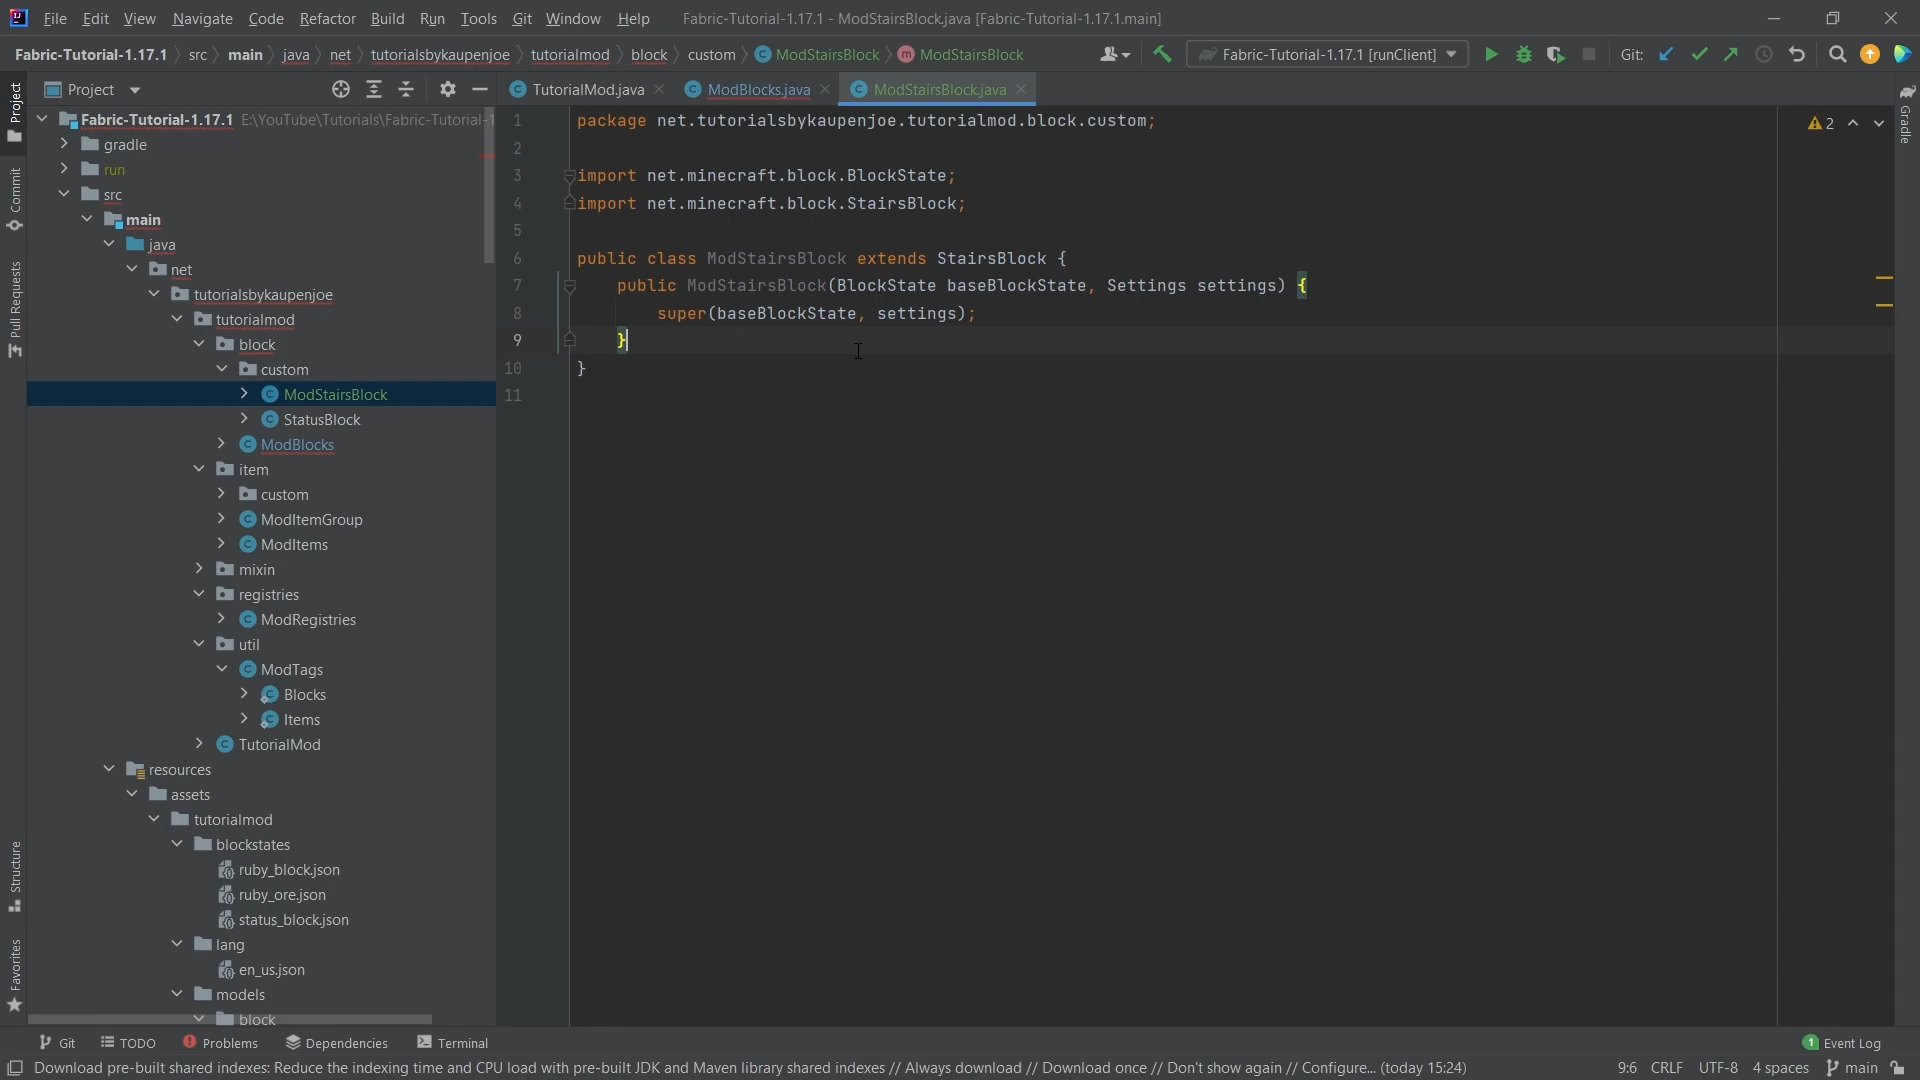 File Edit View Navigate Code Refactor Build Run Tools Git Window Help Fabric-Tutorial-1.17.1 - ModStairsBlock.java [Fabric-Tutorial-1.17.1.main]
Fabric-Tutorial-1.17.1 src main java net tutorialsbykaupenjoe tutorialmod block custom ModStairsBlock ModStairsBlock Fabric-Tutorial-1.17.1 [runClient] Git:
Project TutorialMod.java ModBlocks.java ModStairsBlock.java
Project
Commit
Pull Requests
Structure
Favorites
Fabric-Tutorial-1.17.1 E:\YouTube\Tutorials\Fabric-Tutorial-1
gradle
run
src
main
java
net
tutorialsbykaupenjoe
tutorialmod
block
custom
ModStairsBlock
StatusBlock
ModBlocks
item
custom
ModItemGroup
ModItems
mixin
registries
ModRegistries
util
ModTags
Blocks
Items
TutorialMod
resources
assets
tutorialmod
blockstates
ruby_block.json
ruby_ore.json
status_block.json
lang
en_us.json
models
block
1 package net.tutorialsbykaupenjoe.tutorialmod.block.custom;
2
3 import net.minecraft.block.BlockState;
4 import net.minecraft.block.StairsBlock;
5
6 public class ModStairsBlock extends StairsBlock {
7 public ModStairsBlock(BlockState baseBlockState, Settings settings) {
8 super(baseBlockState, settings);
9 }
10 }
11
2
Gradle
Git TODO Problems Dependencies Terminal 1 Event Log
Download pre-built shared indexes: Reduce the indexing time and CPU load with pre-built JDK and Maven library shared indexes // Always download // Download once // Don't show again // Configure... (today 15:24) 9:6 CRLF UTF-8 4 spaces main